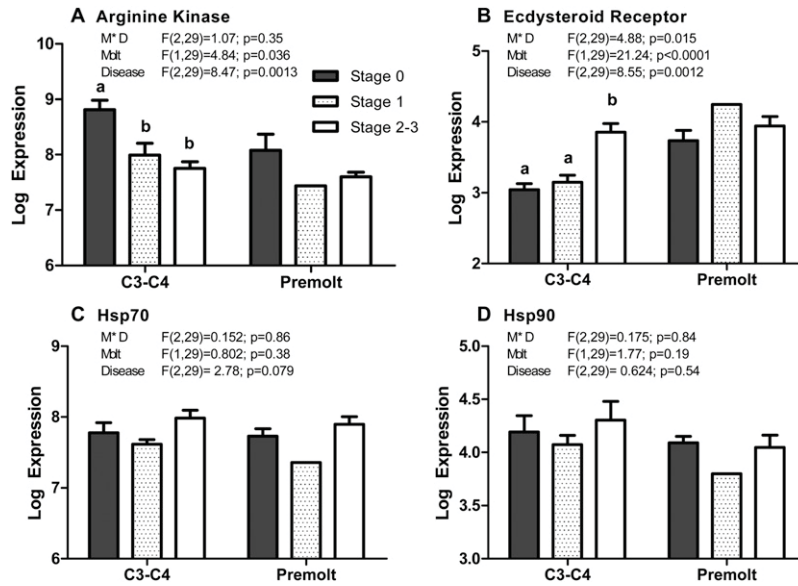 A Arginine Kinase
M* D F(2,29)=1.07; p=0.35
Molt F(1,29)=4.84; p=0.036
Disease F(2,29)=8.47; p=0.0013
Log Expression
10
9
8
7
6
a
b
b
Stage 0
Stage 1
Stage 2-3
C3-C4
Premolt
B Ecdysteroid Receptor
M* D F(2,29)=4.88; p=0.015
Molt F(1,29)=21.24; p<0.0001
Disease F(2,29)=8.55; p=0.0012
Log Expression
5
4
3
2
a
a
b
C3-C4
Premolt
C Hsp70
M* D F(2,29)=0.152; p=0.86
Molt F(1,29)=0.802; p=0.38
Disease F(2,29)= 2.78; p=0.079
Log Expression
9
8
7
6
C3-C4
Premolt
D Hsp90
M* D F(2,29)=0.175; p=0.84
Molt F(1,29)=1.77; p=0.19
Disease F(2,29)= 0.624; p=0.54
Log Expression
5.0
4.5
4.0
3.5
3.0
C3-C4
Premolt